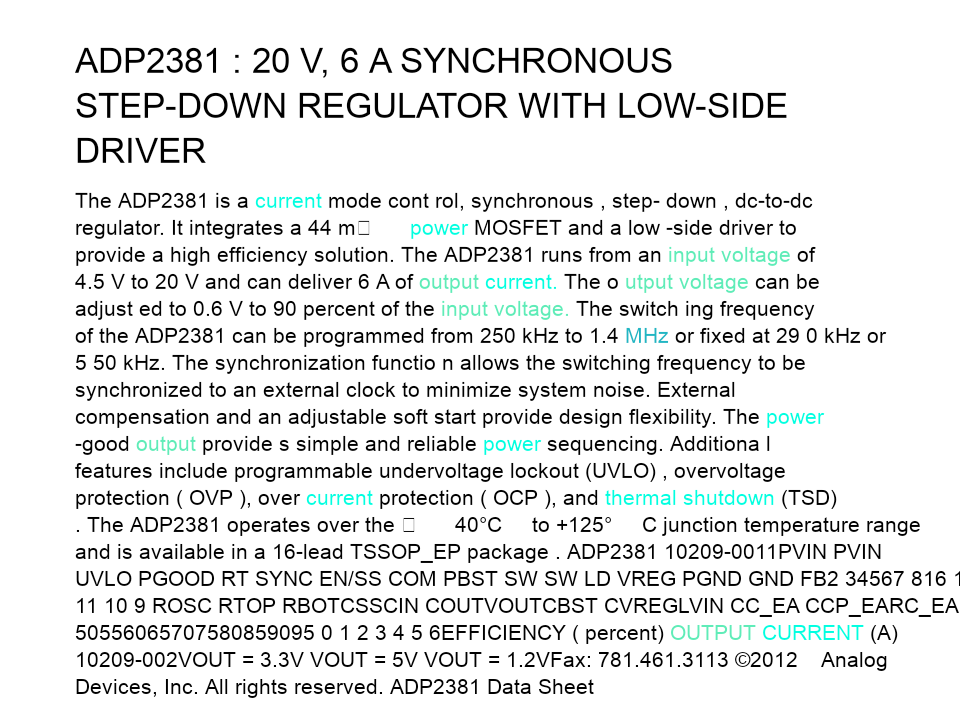 ADP2381 : 20 V, 6 A SYNCHRONOUS
STEP-DOWN REGULATOR WITH LOW-SIDE
DRIVER
The ADP2381 is a current mode cont rol, synchronous , step- down , dc-to-dc
regulator. It integrates a 44 m□ power MOSFET and a low -side driver to
provide a high efficiency solution. The ADP2381 runs from an input voltage of
4.5 V to 20 V and can deliver 6 A of output current. The o utput voltage can be
adjust ed to 0.6 V to 90 percent of the input voltage. The switch ing frequency
of the ADP2381 can be programmed from 250 kHz to 1.4 MHz or fixed at 29 0 kHz or
5 50 kHz. The synchronization functio n allows the switching frequency to be
synchronized to an external clock to minimize system noise. External
compensation and an adjustable soft start provide design flexibility. The power
-good output provide s simple and reliable power sequencing. Additiona l
features include programmable undervoltage lockout (UVLO) , overvoltage
protection ( OVP ), over current protection ( OCP ), and thermal shutdown (TSD)
. The ADP2381 operates over the □ 40°C to +125° C junction temperature range
and is available in a 16-lead TSSOP_EP package . ADP2381 10209-0011PVIN PVIN
UVLO PGOOD RT SYNC EN/SS COM PBST SW SW LD VREG PGND GND FB2 34567 816 1
11 10 9 ROSC RTOP RBOTCSSCIN COUTVOUTCBST CVREGLVIN CC_EA CCP_EARC_EA
50556065707580859095 0 1 2 3 4 5 6EFFICIENCY ( percent) OUTPUT CURRENT (A)
10209-002VOUT = 3.3V VOUT = 5V VOUT = 1.2VFax: 781.461.3113 ©2012 Analog
Devices, Inc. All rights reserved. ADP2381 Data Sheet